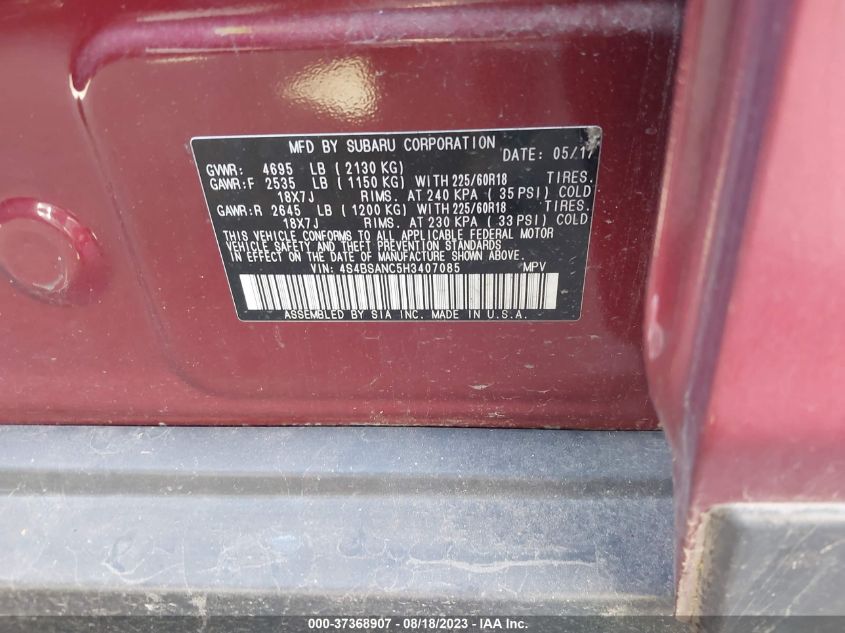 MFD BY SUBARU CORPORATION DATE: 05/17
GVWR: 4695 LB ( 2130 KG)
GAWR:F 2535 LB ( 1150 KG) WITH 225/60R18 TIRES.
18X7J RIMS. AT 240 KPA ( 35 PSI) COLD
GAWR:R 2645 LB ( 1200 KG) WITH 225/60R18 TIRES.
18X7J RIMS. AT 230 KPA ( 33 PSI) COLD
THIS VEHICLE CONFORMS TO ALL APPLICABLE FEDERAL MOTOR
VEHICLE SAFETY AND THEFT PREVENTION STANDARDS
IN EFFECT ON THE DATE OF MANUFACTURE SHOWN ABOVE.
VIN: 4S4BSANC5H3407085 MPV
ASSEMBLED BY SIA INC. MADE IN U.S.A.
000-37368907 - 08/18/2023 - IAA Inc.